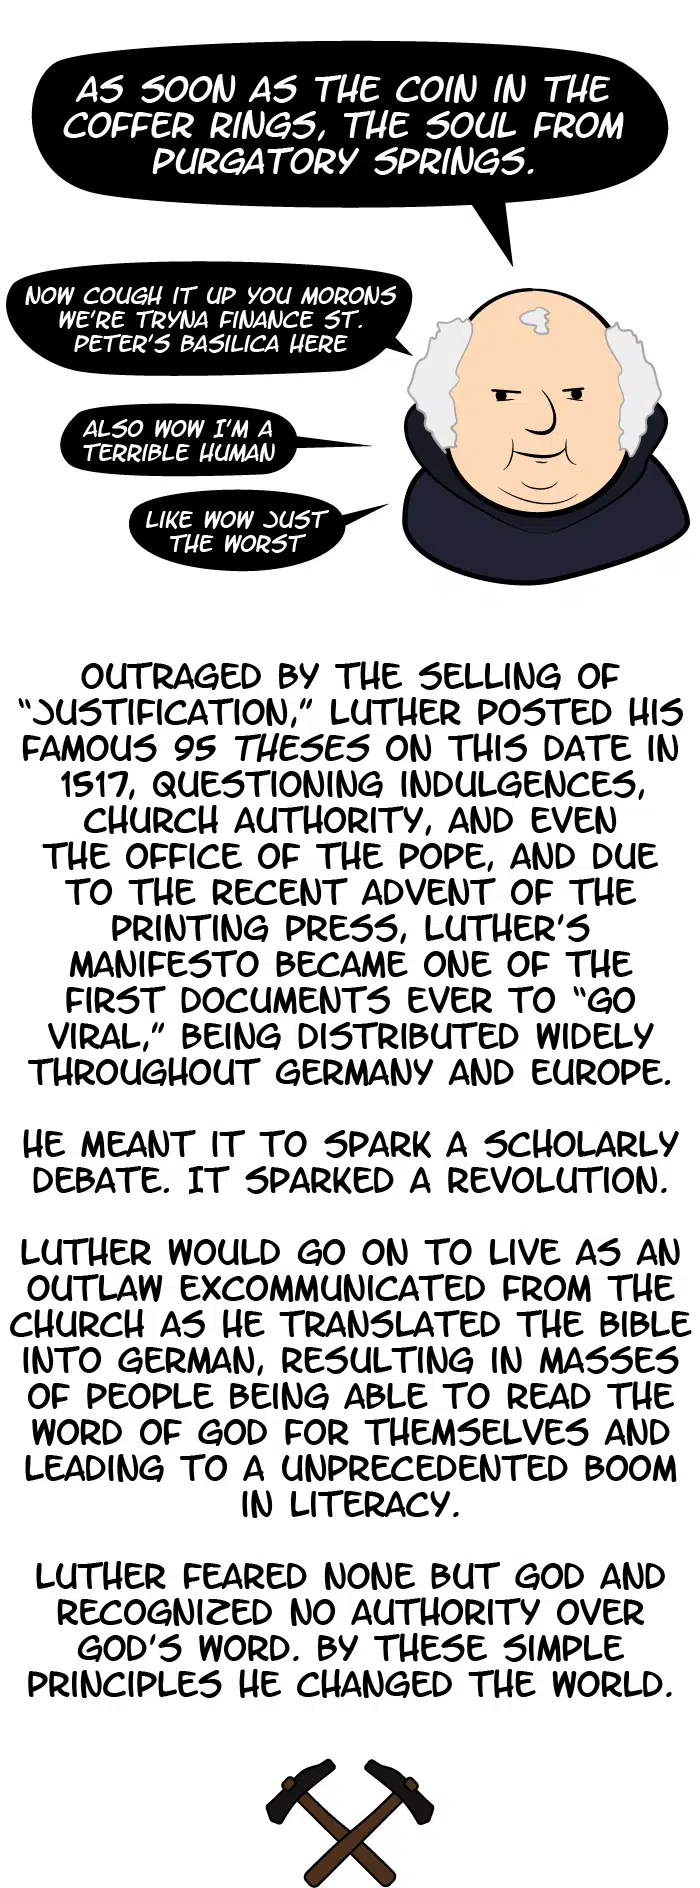 AS SOON AS THE COIN IN THE
COFFER RINGS, THE SOUL FROM
PURGATORY SPRINGS.
NOW COUGH IT UP YOU MORONS
WE'RE TRYNA FINANCE ST.
PETER'S BASILICA HERE
ALSO WOW I'M A
TERRIBLE HUMAN
LIKE WOW JUST
THE WORST
OUTRAGED BY THE SELLING OF
"JUSTIFICATION," LUTHER POSTED HIS
FAMOUS 95 THESES ON THIS DATE IN
1517, QUESTIONING INDULGENCES,
CHURCH AUTHORITY, AND EVEN
THE OFFICE OF THE POPE, AND DUE
TO THE RECENT ADVENT OF THE
PRINTING PRESS, LUTHER'S
MANIFESTO BECAME ONE OF THE
FIRST DOCUMENTS EVER TO "GO
VIRAL," BEING DISTRIBUTED WIDELY
THROUGHOUT GERMANY AND EUROPE.
HE MEANT IT TO SPARK A SCHOLARLY
DEBATE. IT SPARKED A REVOLUTION.
LUTHER WOULD GO ON TO LIVE AS AN
OUTLAW EXCOMMUNICATED FROM THE
CHURCH AS HE TRANSLATED THE BIBLE
INTO GERMAN, RESULTING IN MASSES
OF PEOPLE BEING ABLE TO READ THE
WORD OF GOD FOR THEMSELVES AND
LEADING TO A UNPRECEDENTED BOOM
IN LITERACY.
LUTHER FEARED NONE BUT GOD AND
RECOGNIZED NO AUTHORITY OVER
GOD'S WORD. BY THESE SIMPLE
PRINCIPLES HE CHANGED THE WORLD.